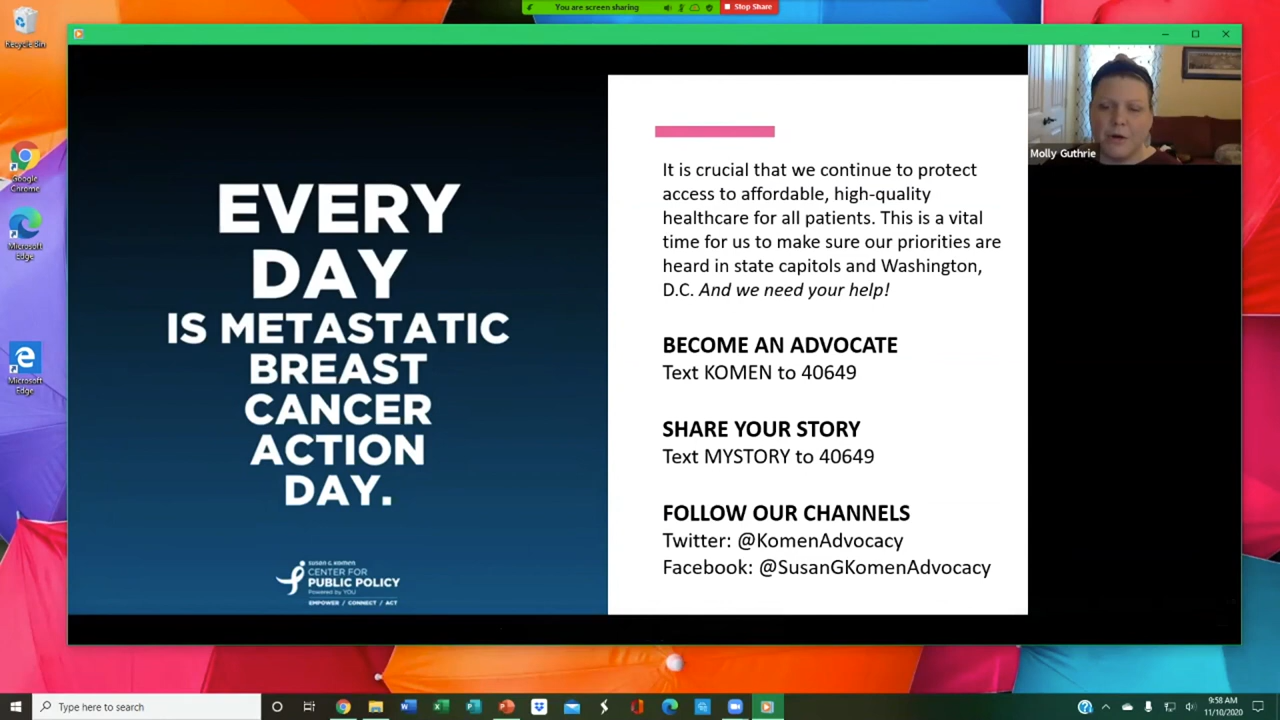 You are screen sharing
Stop Share
Recycle Bin
Google
Chrome
Microsoft
Edge
Microsoft
Edge
EVERY
DAY
IS METASTATIC
BREAST
CANCER
ACTION
DAY.
SUSAN G. KOMEN
CENTER FOR
PUBLIC POLICY
Powered by YOU
EMPOWER / CONNECT / ACT
It is crucial that we continue to protect
access to affordable, high-quality
healthcare for all patients. This is a vital
time for us to make sure our priorities are
heard in state capitols and Washington,
D.C. And we need your help!
BECOME AN ADVOCATE
Text KOMEN to 40649
SHARE YOUR STORY
Text MYSTORY to 40649
FOLLOW OUR CHANNELS
Twitter: @KomenAdvocacy
Facebook: @SusanGKomenAdvocacy
Molly Guthrie
Type here to search
9:58 AM
11/10/2020